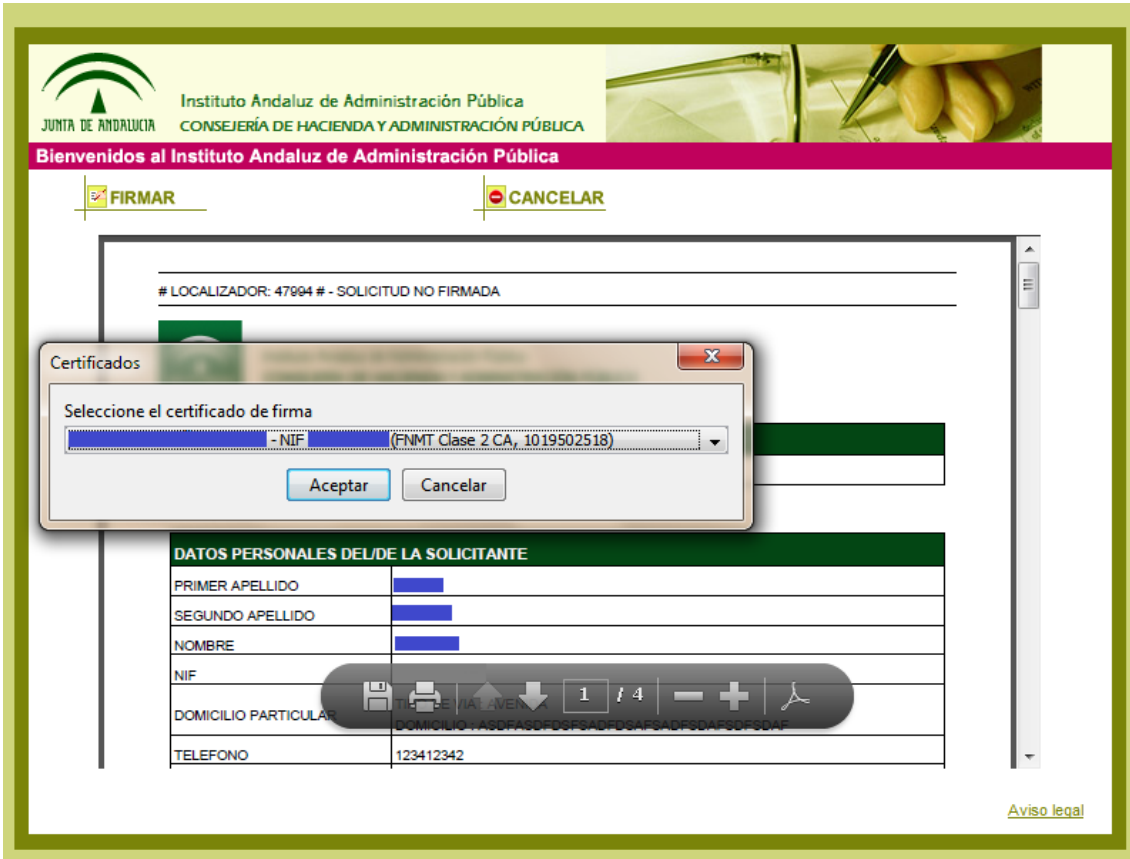 Instituto Andaluz de Administración Pública
JUNTA DE ANDALUCIA
CONSEJERÍA DE HACIENDA Y ADMINISTRACIÓN PÚBLICA
Bienvenidos al Instituto Andaluz de Administración Pública
FIRMAR
CANCELAR
# LOCALIZADOR: 47994 # - SOLICITUD NO FIRMADA
Certificados
Seleccione el certificado de firma
- NIF (FNMT Clase 2 CA, 1019502518)
Aceptar
Cancelar
DATOS PERSONALES DEL/DE LA SOLICITANTE
PRIMER APELLIDO
SEGUNDO APELLIDO
NOMBRE
NIF
1 / 4
DOMICILIO PARTICULAR
AVENIDA
DOMICILIO :
TELEFONO
123412342
Aviso legal